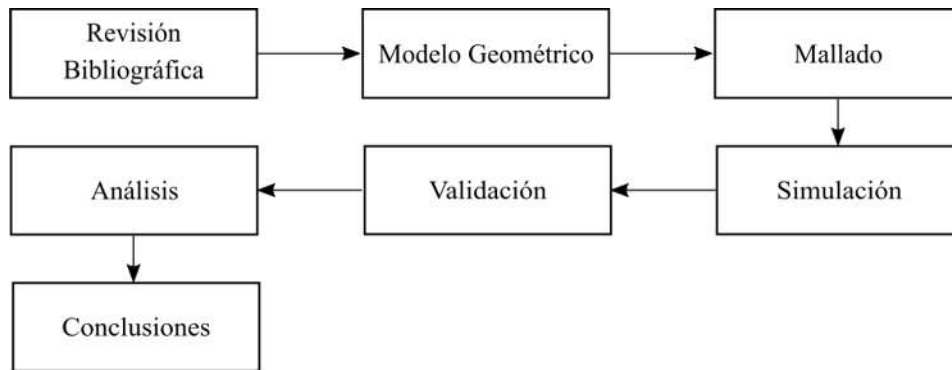 Revisión
Bibliográfica
Modelo Geométrico
Mallado
Simulación
Validación
Análisis
Conclusiones